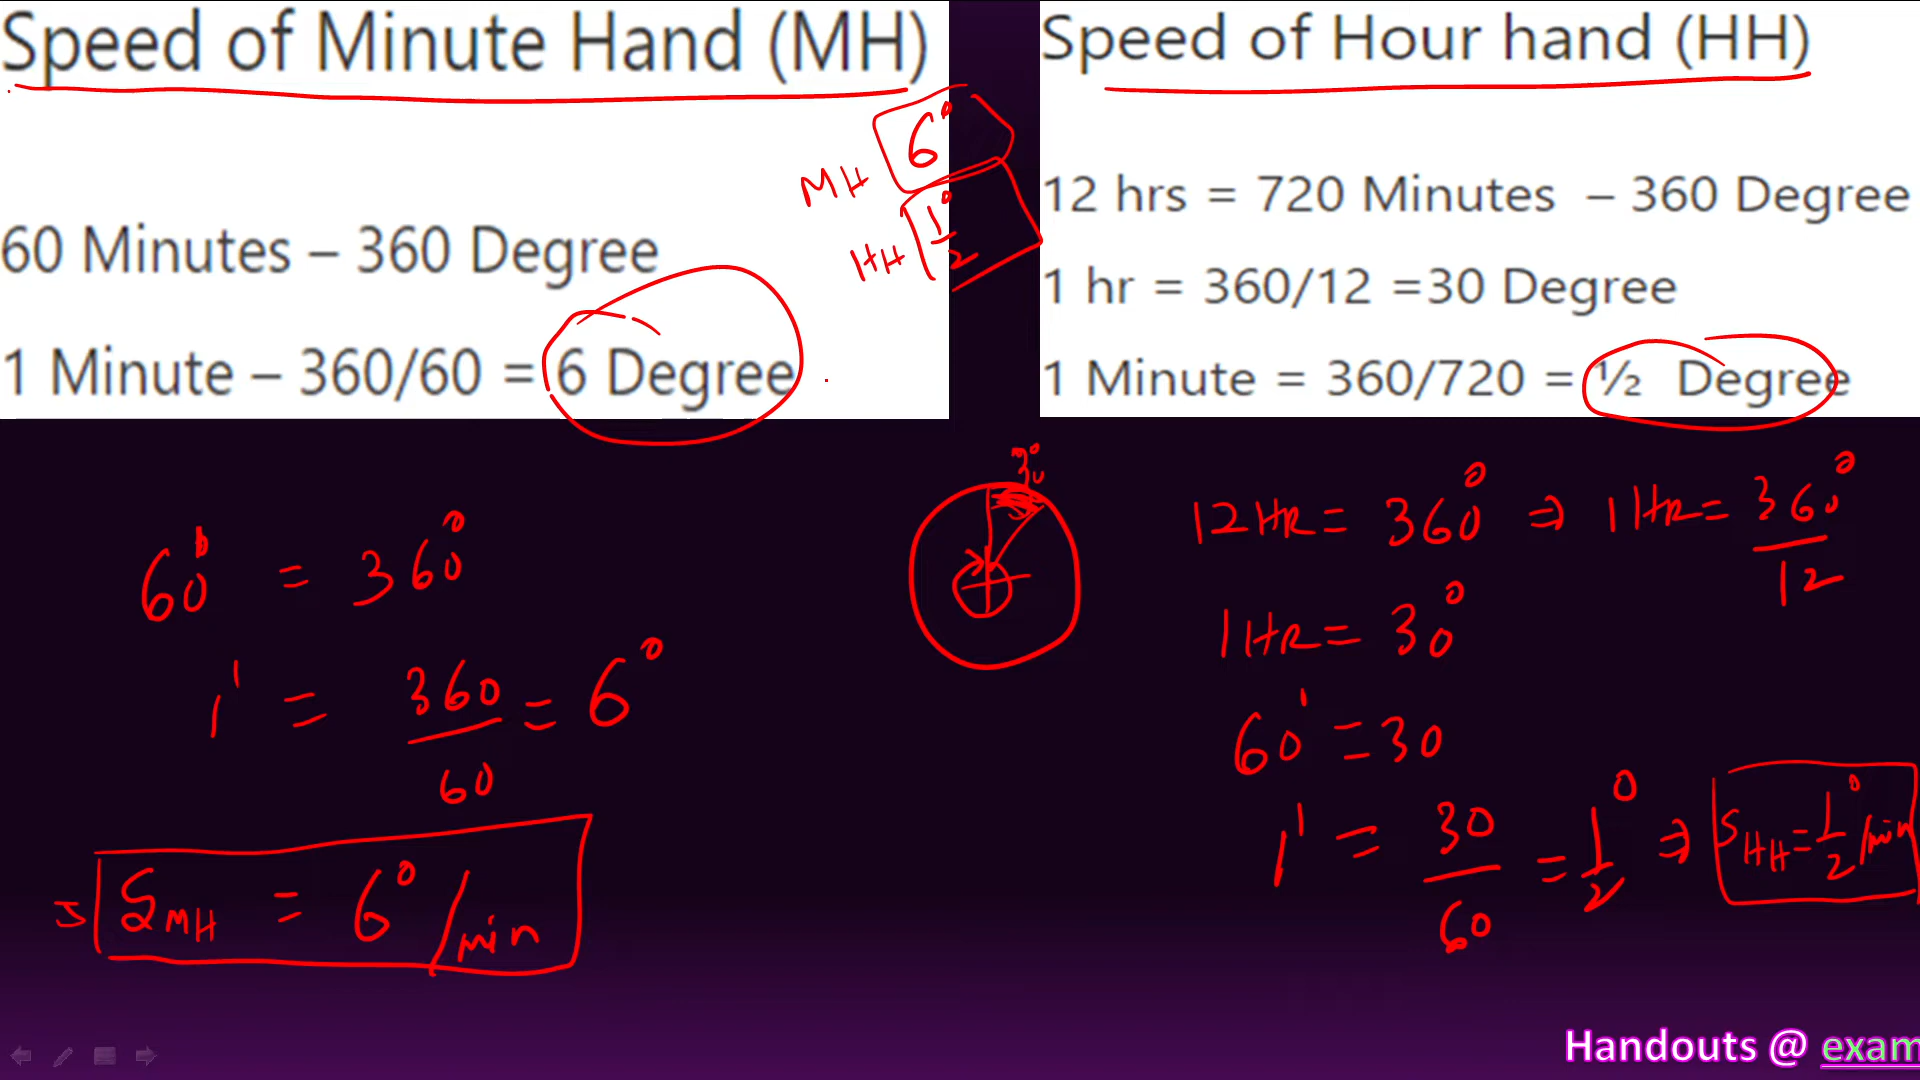 Speed of Minute Hand (MH)
60 Minutes – 360 Degree
1 Minute – 360/60 = 6 Degree
MH 6°
HH 1°/2
Speed of Hour hand (HH)
12 hrs = 720 Minutes – 360 Degree
1 hr = 360/12 =30 Degree
1 Minute = 360/720 = ½ Degree
60' = 360°
1' = 360/60 = 6°
S MH = 6°/min
30
12HR = 360° ⇒ 1HR = 360°/12
1HR = 30°
60' = 30
1' = 30/60 = 1°/2 ⇒ S HH = 1°/2 /min
Handouts @ exam